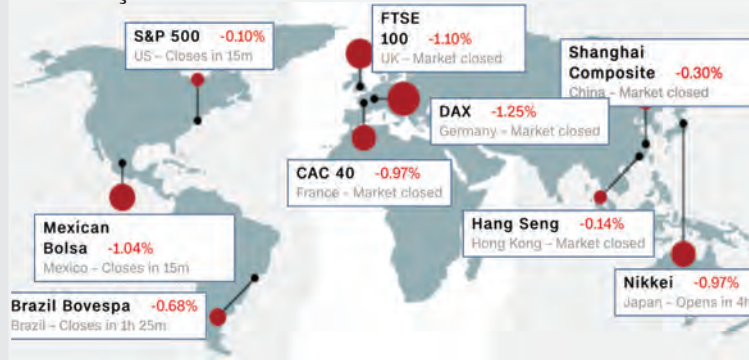 S&P 500 -0.10%
US – Closes in 15m
FTSE
100 -1.10%
UK – Market closed
Shanghai
Composite -0.30%
China – Market closed
DAX -1.25%
Germany – Market closed
CAC 40 -0.97%
France – Market closed
Mexican
Bolsa -1.04%
Mexico – Closes in 15m
Hang Seng -0.14%
Hong Kong – Market closed
Brazil Bovespa -0.68%
Brazil – Closes in 1h 25m
Nikkei -0.97%
Japan – Opens in 4h